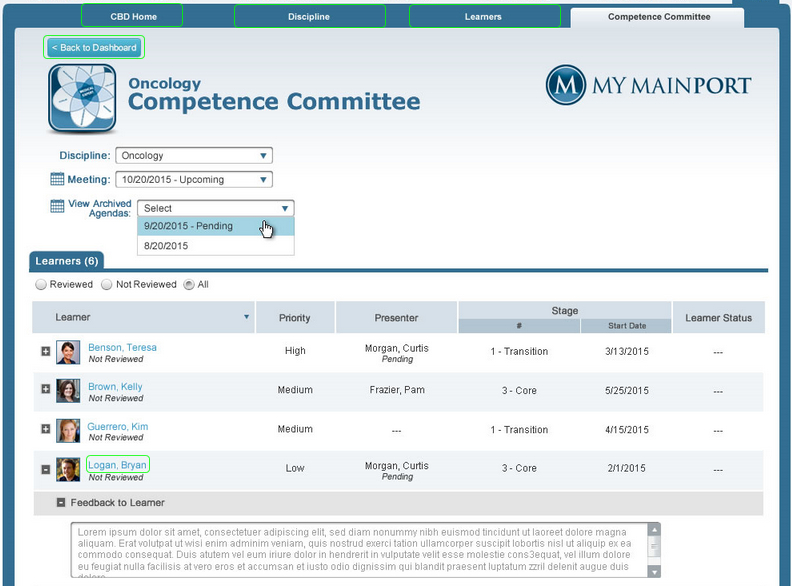 CBD Home Discipline Learners Competence Committee
< Back to Dashboard
Oncology
Competence Committee
M MY MAINPORT
Discipline: Oncology
Meeting: 10/20/2015 - Upcoming
View Archived
Agendas:
Select
9/20/2015 - Pending
8/20/2015
Learners (6)
Reviewed Not Reviewed All
Learner Priority Presenter Stage Learner Status
# Start Date
Benson, Teresa High Morgan, Curtis 1 - Transition 3/13/2015 ---
Not Reviewed Pending
Brown, Kelly Medium Frazier, Pam 3 - Core 5/25/2015 ---
Not Reviewed
Guerrero, Kim Medium --- 1 - Transition 4/15/2015 ---
Not Reviewed
Logan, Bryan Low Morgan, Curtis 3 - Core 2/1/2015 ---
Not Reviewed Pending
Feedback to Learner
Lorem ipsum dolor sit amet, consectetuer adipiscing elit, sed diam nonummy nibh euismod tincidunt ut laoreet dolore magna
aliquam. Erat volutpat ut wisi enim adminim veniam, quis nostrud exerci tation ullamcorper suscipit lobortis nisl ut aliquip ex ea
commodo consequat. Duis atutem vel eum iriure dolor in hendrerit in vulputate velit esse molestie cons3equat, vel illum dolore
eu feugiat nulla facilisis at vero eros et accumsan et iusto odio dignissim qui blandit praesent luptatum zzril delenit augue duis